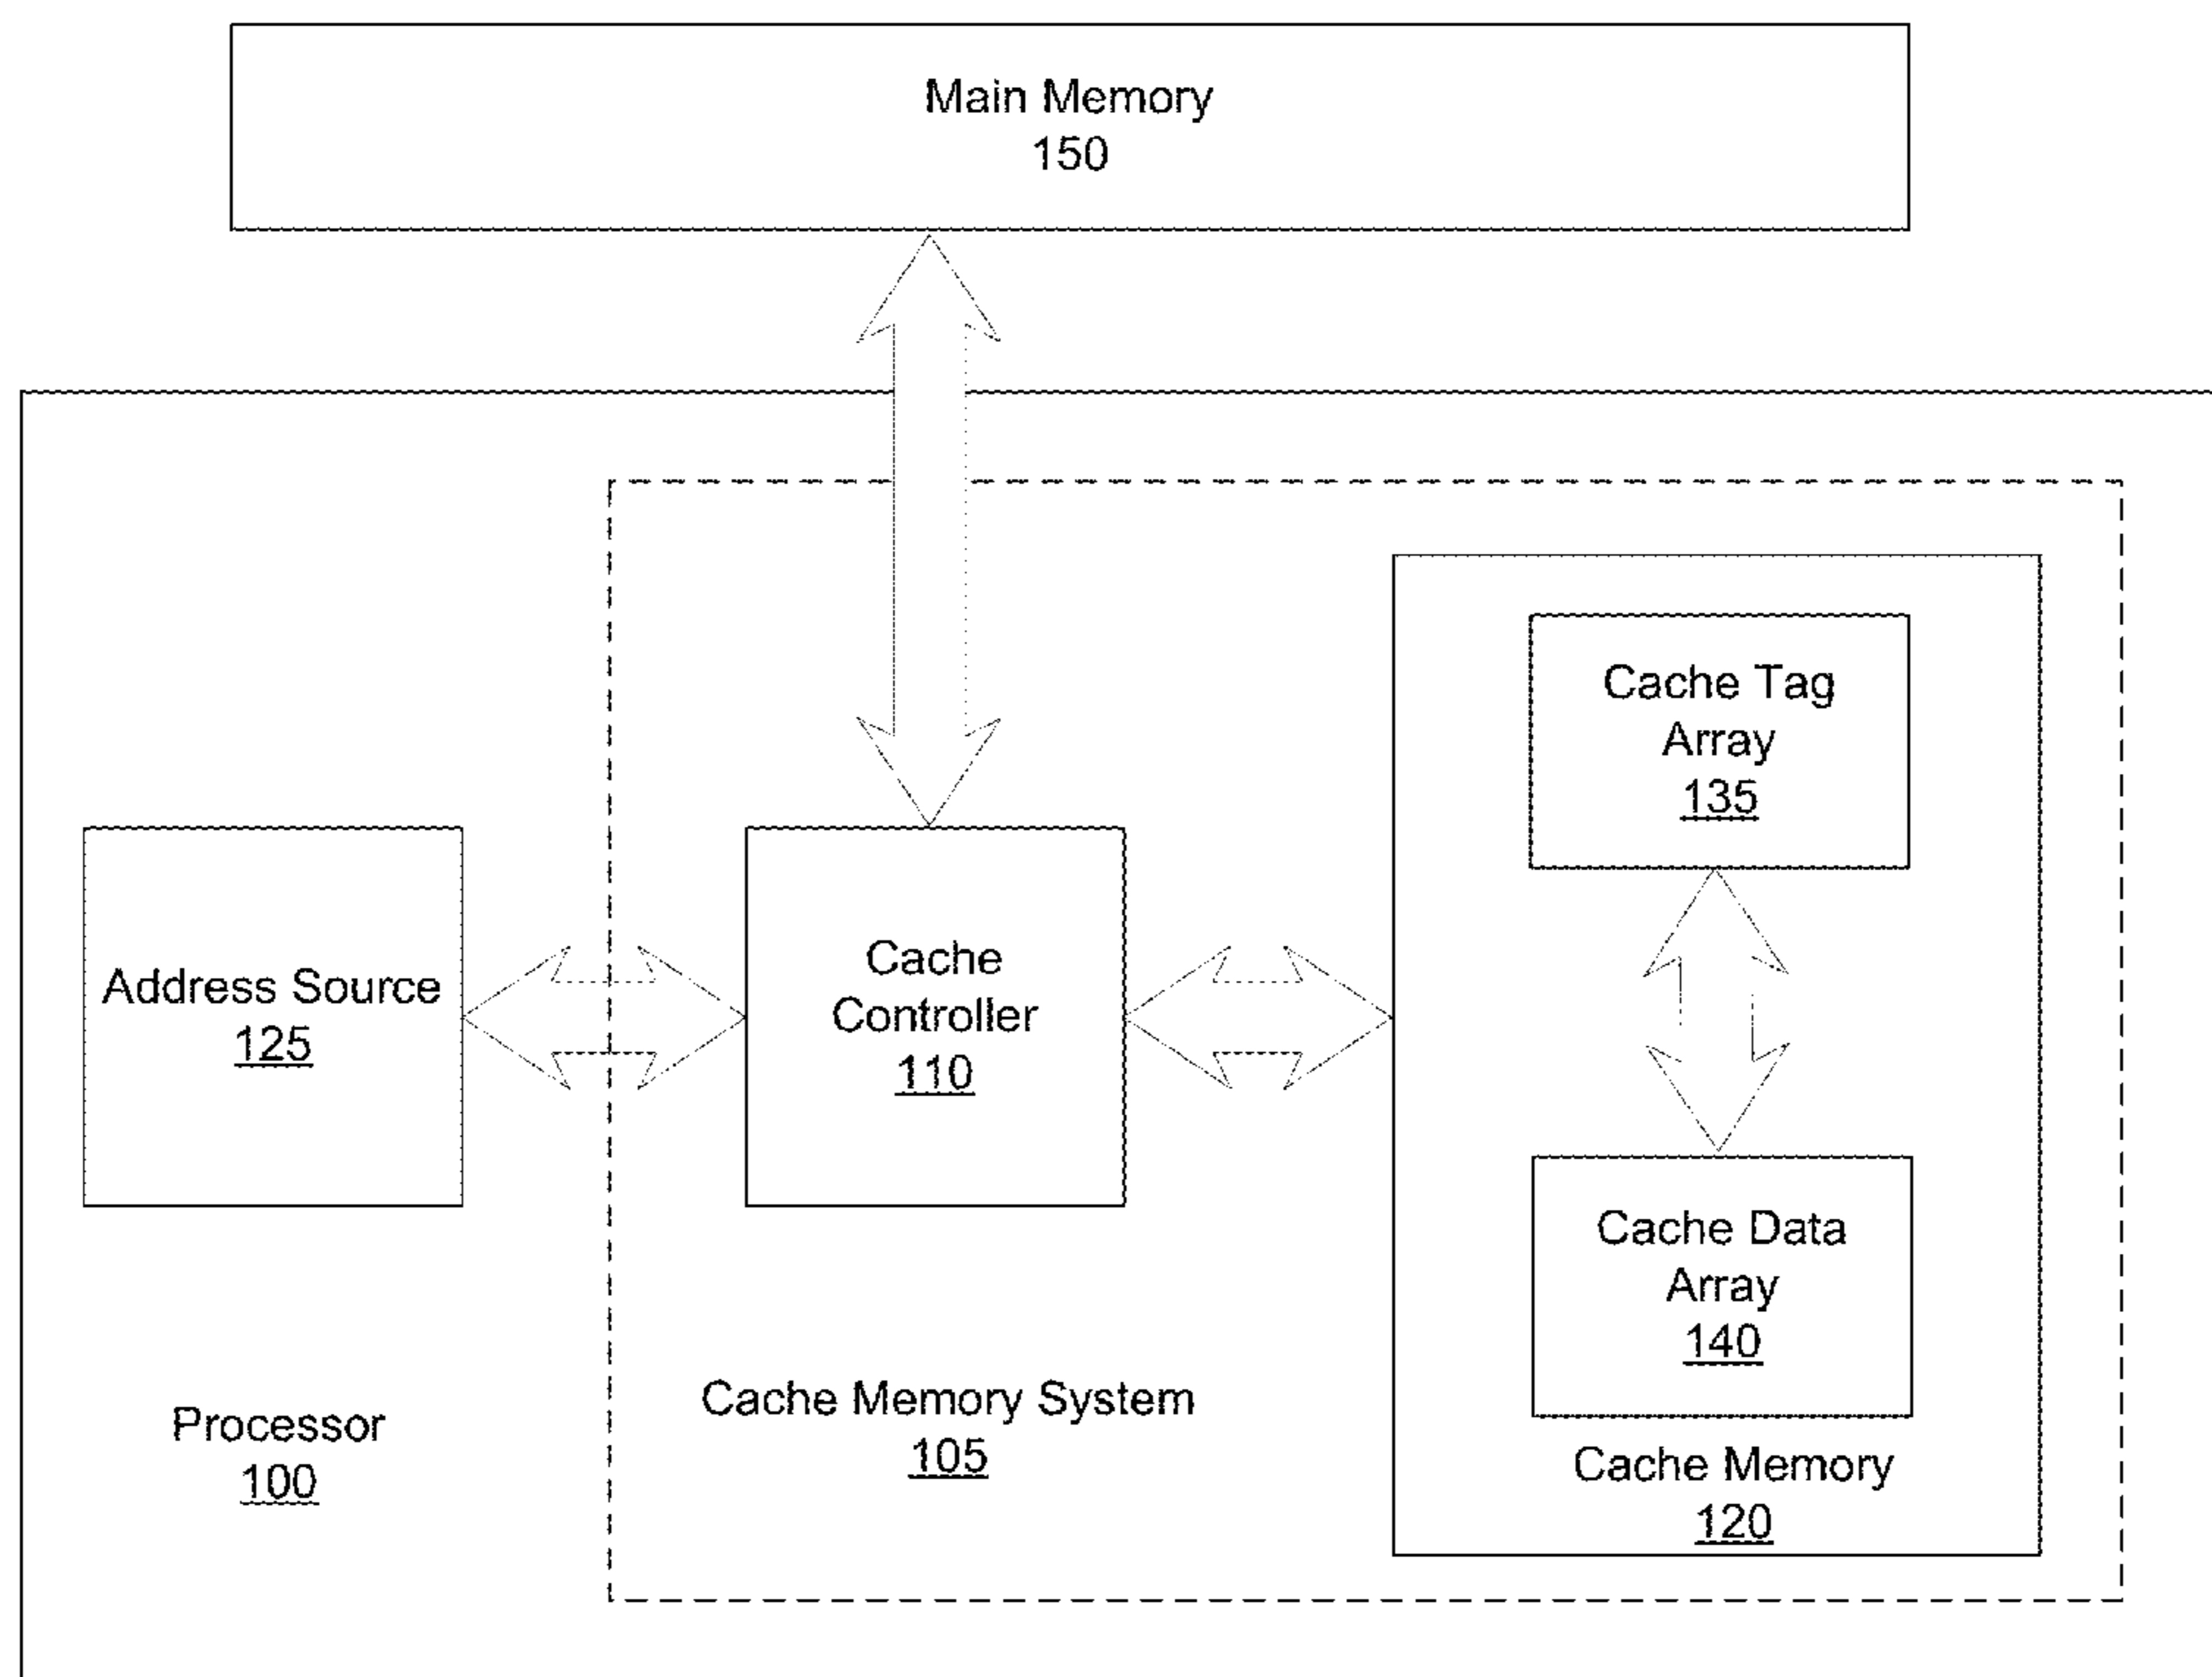 Main Memory
150
Cache Tag
Array
135
Address Source
125
Cache
Controller
110
Cache Data
Array
140
Processor
100
Cache Memory System
105
Cache Memory
120